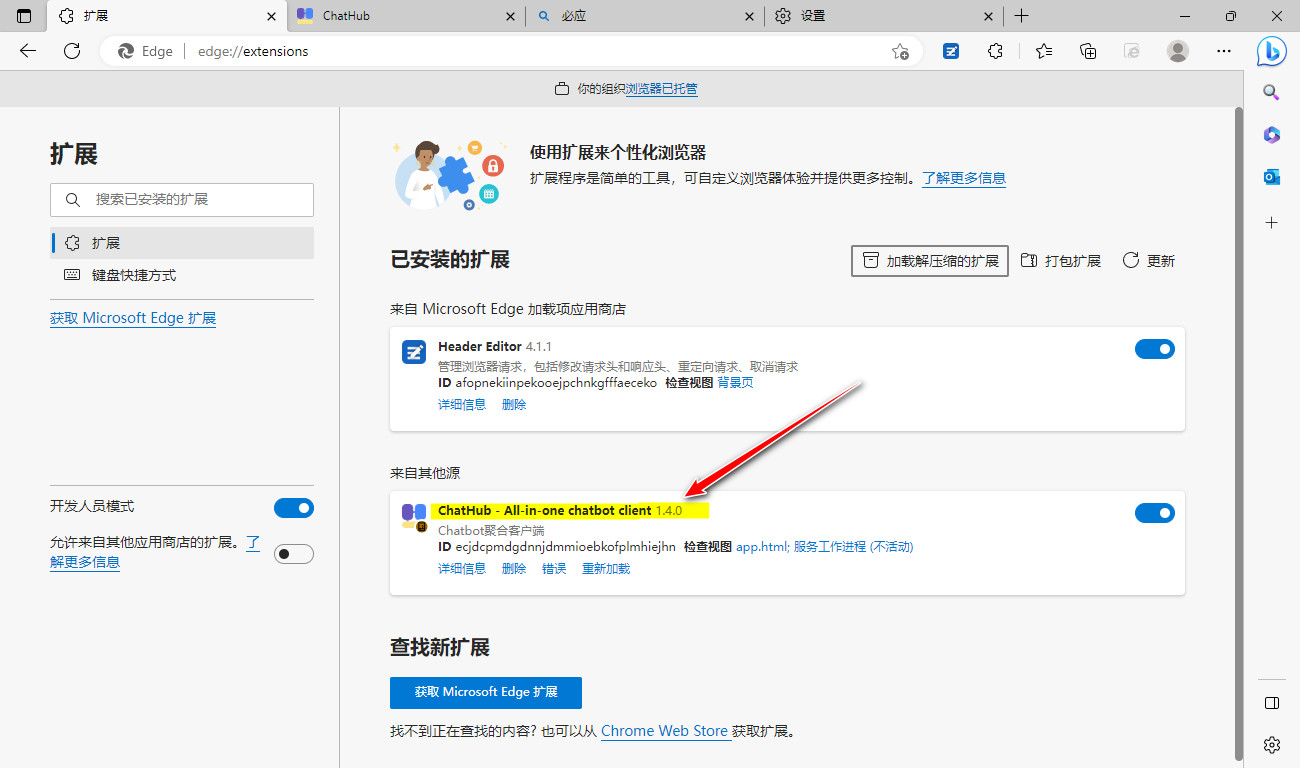 扩展
ChatHub
必应
设置
Edge
edge://extensions
你的组织浏览器已托管
扩展
搜索已安装的扩展
扩展
键盘快捷方式
获取 Microsoft Edge 扩展
开发人员模式
允许来自其他应用商店的扩展。了
解更多信息
使用扩展来个性化浏览器
扩展程序是简单的工具，可自定义浏览器体验并提供更多控制。了解更多信息
已安装的扩展
加载解压缩的扩展
打包扩展
更新
来自 Microsoft Edge 加载项应用商店
Header Editor 4.1.1
管理浏览器请求，包括修改请求头和响应头、重定向请求、取消请求
ID afopnekiinpekooejpchnkgfffaeceko 检查视图 背景页
详细信息 删除
来自其他源
ChatHub - All-in-one chatbot client 1.4.0
Chatbot聚合客户端
ID ecjdcpmdgdnnjdmmioebkofplmhiejhn 检查视图 app.html; 服务工作进程 (不活动)
详细信息 删除 错误 重新加载
查找新扩展
获取 Microsoft Edge 扩展
找不到正在查找的内容? 也可以从 Chrome Web Store 获取扩展。